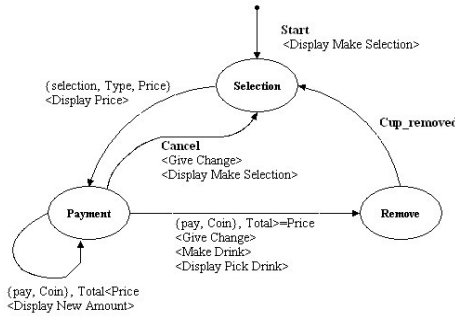 Start
<Display Make Selection>
Selection
{selection, Type, Price}
<Display Price>
Cup_removed
Cancel
<Give Change>
<Display Make Selection>
Payment
Remove
{pay, Coin}, Total>=Price
<Give Change>
<Make Drink>
<Display Pick Drink>
{pay, Coin}, Total<Price
<Display New Amount>